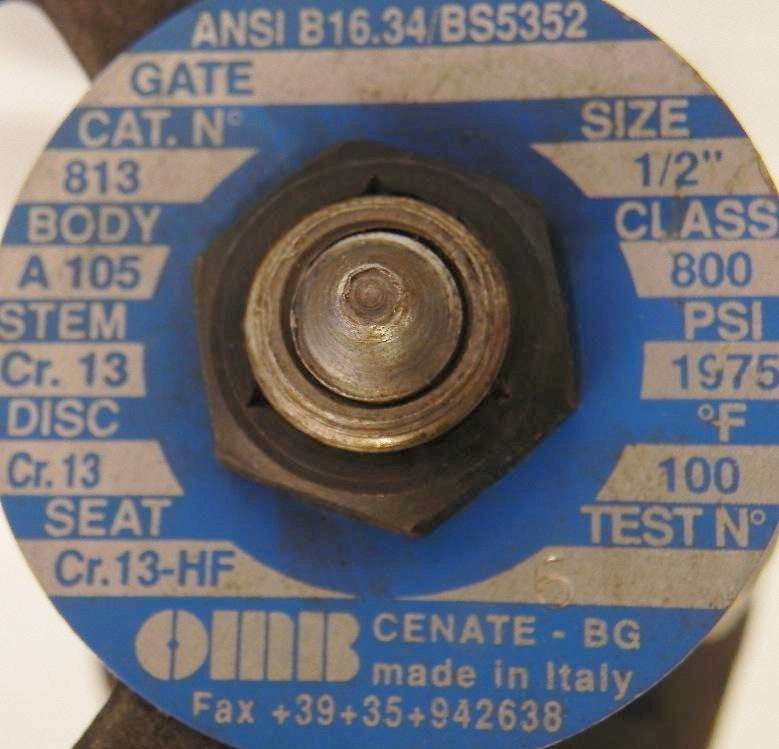 ANSI B16.34/BS5352
GATE
CAT. N° SIZE
813 1/2"
BODY CLASS
A 105 800
STEM PSI
Cr. 13 1975
DISC °F
Cr. 13 100
SEAT TEST N°
Cr.13-HF 5
OMB CENATE - BG
made in Italy
Fax +39+35+942638